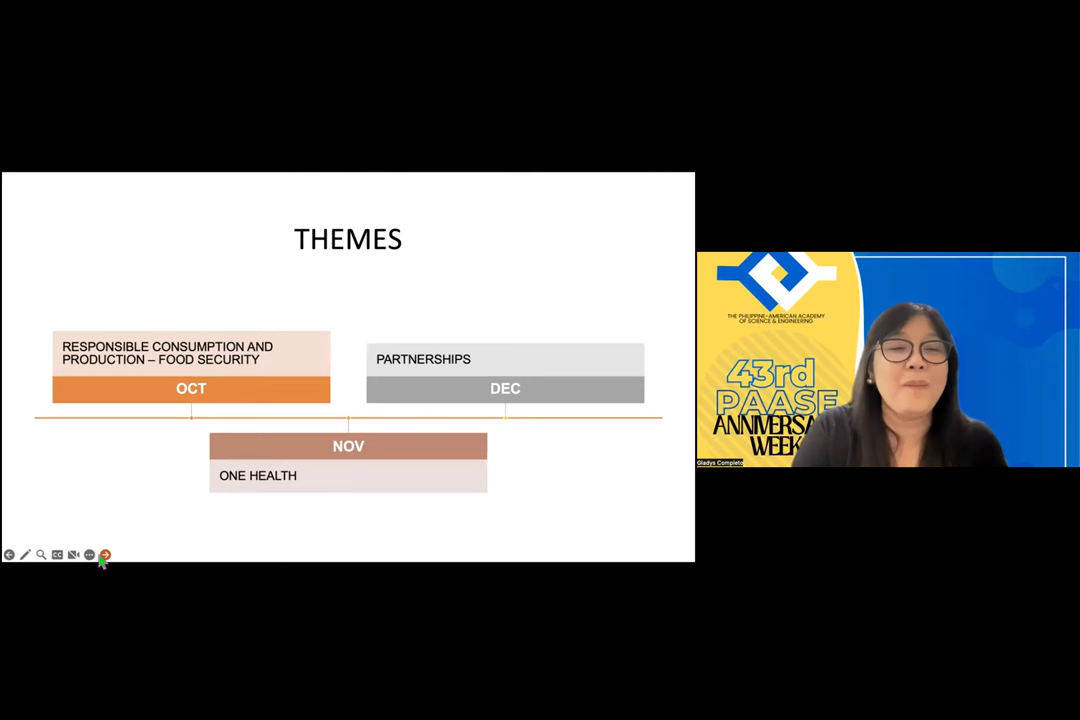 THEMES
RESPONSIBLE CONSUMPTION AND
PRODUCTION – FOOD SECURITY
OCT
PARTNERSHIPS
DEC
NOV
ONE HEALTH
CC
THE PHILIPPINE-AMERICAN ACADEMY
OF SCIENCE & ENGINEERING
43rd
PAASE
WEEK
Gladys Completo